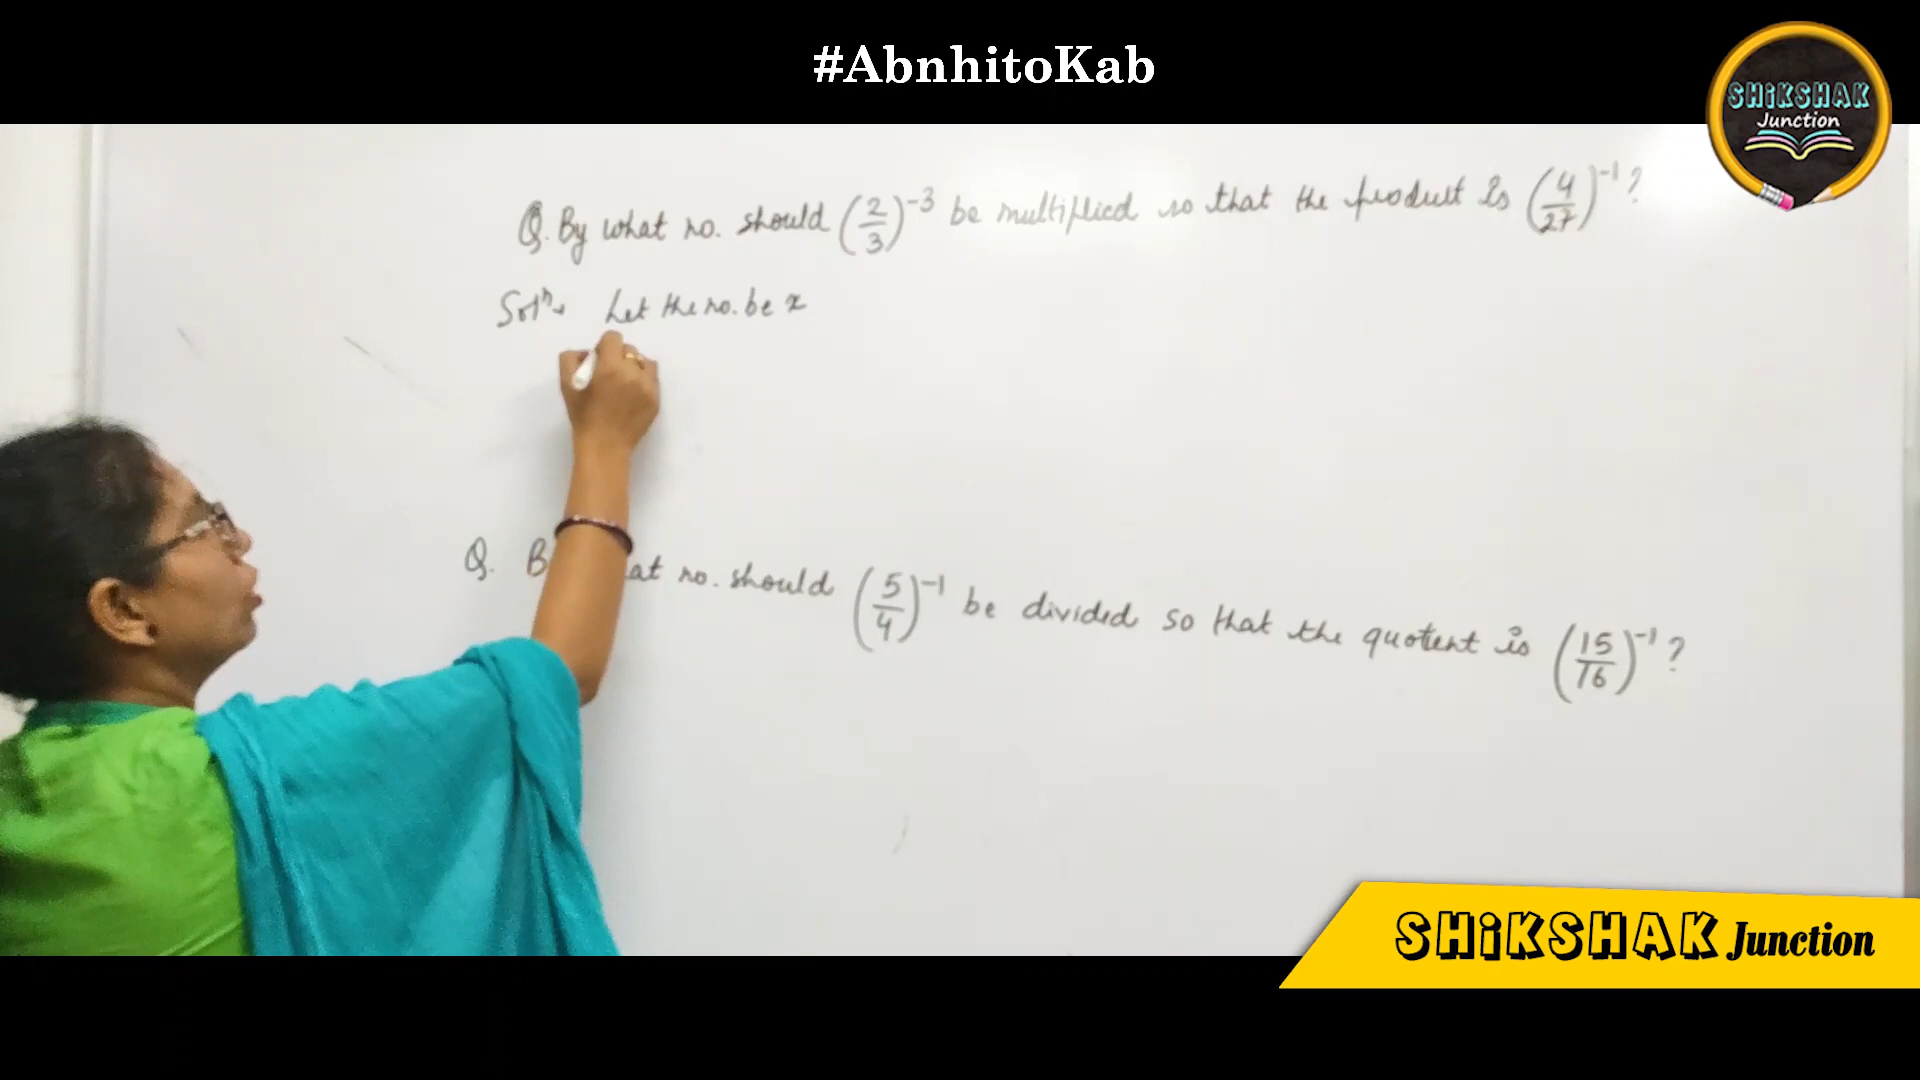 #AbnhitoKab
SHiKSHAK
Junction
Q. By what no. should (2/3)^-3 be multiplied so that the product is (4/27)^-1?
Solⁿ. Let the no. be x
Q. B at no. should (5/4)^-1 be divided so that the quotient is (15/16)^-1?
SHiKSHAK Junction